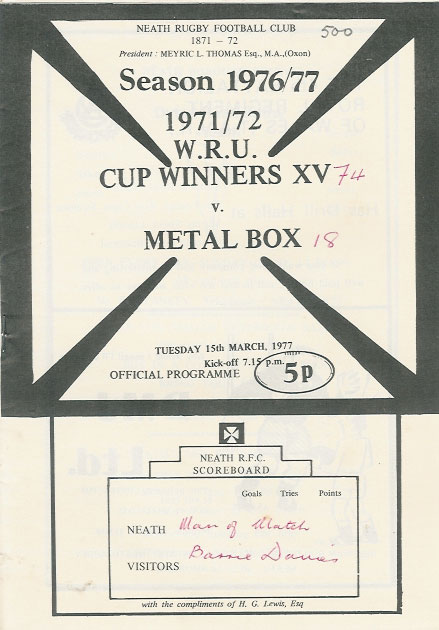 NEATH RUGBY FOOTBALL CLUB
1871 – 72
500
President : MEYRIC L. THOMAS Esq., M.A.,(Oxon)
Season 1976/77
1971/72
W.R.U.
CUP WINNERS XV 74
v.
METAL BOX 18
TUESDAY 15th MARCH, 1977
Kick-off 7.15 p.m.
OFFICIAL PROGRAMME 5p
NEATH R.F.C.
SCOREBOARD
Goals Tries Points
NEATH Man of Match
VISITORS Barrie Davies
with the compliments of H. G. Lewis, Esq